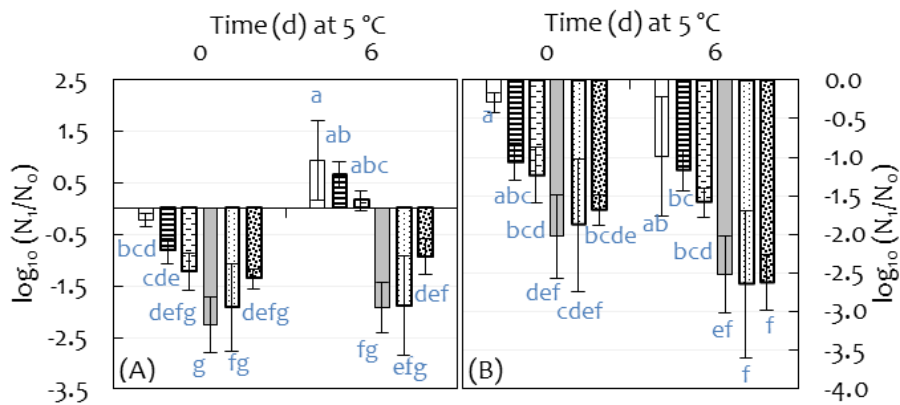 Time (d) at 5 °C
0 6
Time (d) at 5 °C
0 6
log₁₀ (N₁/N₀)
2.5
1.5
0.5
-0.5
-1.5
-2.5
-3.5
a
ab
abc
bcd
cde
defg
g
fg
defg
fg
efg
def
(A)
a
abc
bcd
def
cdef
bcde
ab
bc
bcd
ef
f
f
(B)
0.0
-0.5
-1.0
-1.5
-2.0
-2.5
-3.0
-3.5
-4.0
log₁₀ (N₁/N₀)